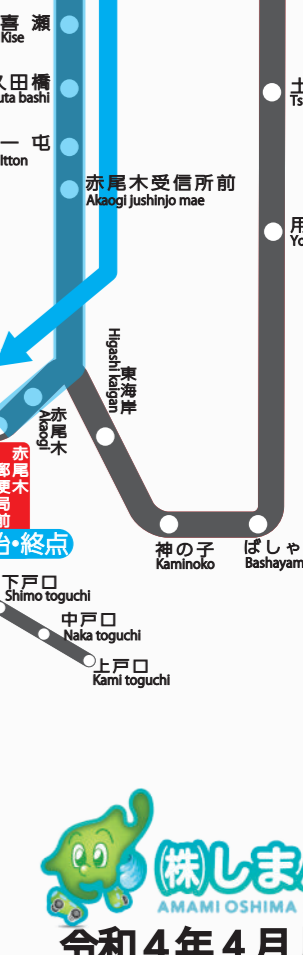 喜瀬
Kise
久田橋
uta bashi
一屯
Itton
赤尾木受信所前
Akaogi jushinjo mae
土
Ts
用
Yo
東海岸
Higashi kaigan
赤尾木
Akaogi
赤尾木
郵便局前
始・終点
神の子
Kaminoko
ばしゃ
Bashayam
下戸口
Shimo toguchi
中戸口
Naka toguchi
上戸口
Kami toguchi
㈱しま
AMAMI OSHIMA
令和4年4月